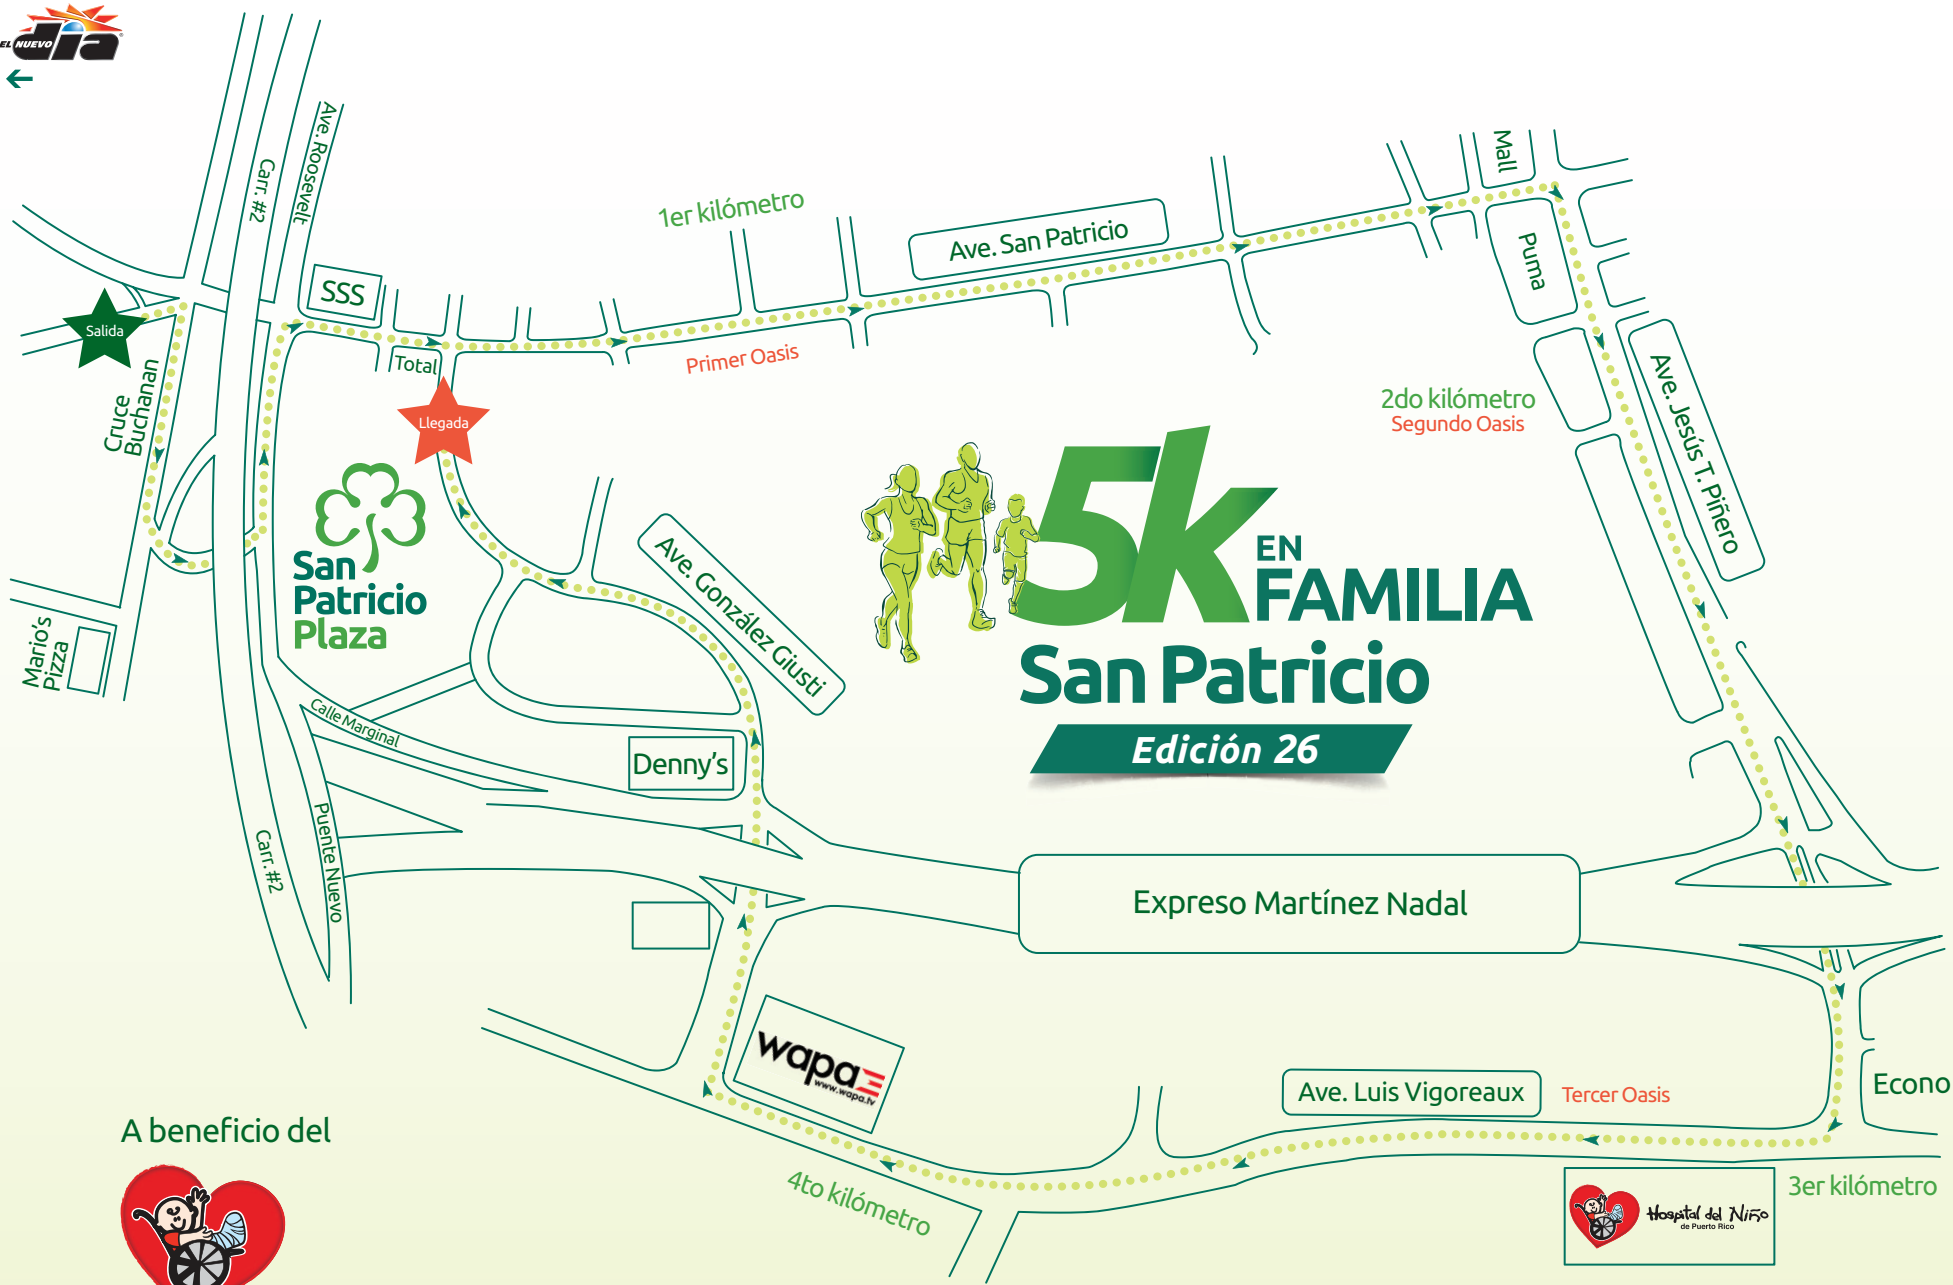 EL NUEVO
día
Carr. #2
Ave. Roosevelt
SSS
1er kilómetro
Ave. San Patricio
Mall
Puma
Salida
Cruce
Buchanan
Total
Llegada
Primer Oasis
2do kilómetro
Segundo Oasis
Ave. Jesús T. Piñero
San
Patricio
Plaza
Ave. González Giusti
5k
EN
FAMILIA
San Patricio
Edición 26
Mario's
Pizza
Calle Marginal
Denny's
Puente Nuevo
Carr. #2
Expreso Martínez Nadal
wapa
www.wapa.tv
Ave. Luis Vigoreaux
Tercer Oasis
Econo
A beneficio del
4to kilómetro
Hospital del Niño
de Puerto Rico
3er kilómetro